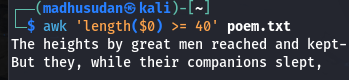 ┌──(madhusudan㉿kali)-[~]
└─$ awk 'length($0) >= 40' poem.txt
The heights by great men reached and kept-
But they, while their companions slept,